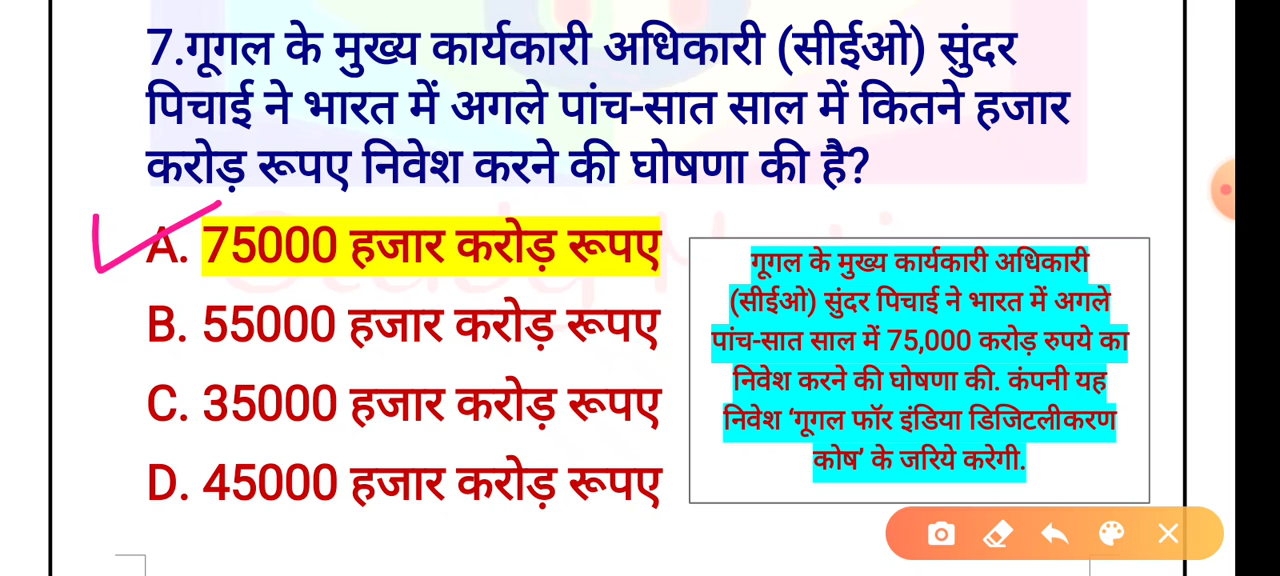 7.गूगल के मुख्य कार्यकारी अधिकारी (सीईओ) सुंदर
पिचाई ने भारत में अगले पांच-सात साल में कितने हजार
करोड़ रूपए निवेश करने की घोषणा की है?
A. 75000 हजार करोड़ रूपए
B. 55000 हजार करोड़ रूपए
C. 35000 हजार करोड़ रूपए
D. 45000 हजार करोड़ रूपए
गूगल के मुख्य कार्यकारी अधिकारी
(सीईओ) सुंदर पिचाई ने भारत में अगले
पांच-सात साल में 75,000 करोड़ रुपये का
निवेश करने की घोषणा की. कंपनी यह
निवेश ‘गूगल फॉर इंडिया डिजिटलीकरण
कोष’ के जरिये करेगी.